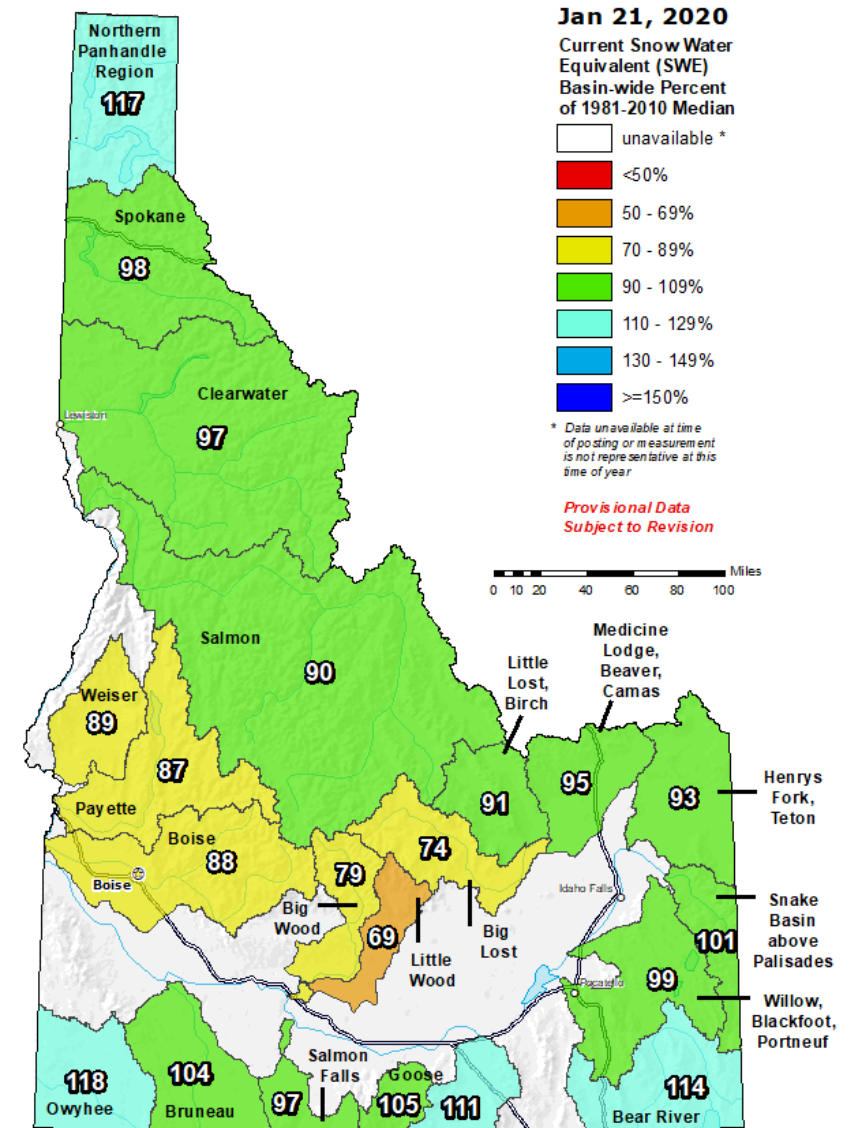 Jan 21, 2020
Current Snow Water
Equivalent (SWE)
Basin-wide Percent
of 1981-2010 Median
unavailable *
<50%
50 - 69%
70 - 89%
90 - 109%
110 - 129%
130 - 149%
>=150%
* Data unavailable at time
of posting or measurement
is not representative at this
time of year
Provisional Data
Subject to Revision
Miles
0 10 20 40 60 80 100
Northern
Panhandle
Region
117
Spokane
98
Clearwater
97
Lewiston
Salmon
90
Weiser
89
87
Payette
Boise
88
Boise
Little
Lost,
Birch
91
Medicine
Lodge,
Beaver,
Camas
95
93
Henrys
Fork,
Teton
74
79
Big
Wood
69
Little
Wood
Big
Lost
Idaho Falls
Snake
Basin
above
Palisades
101
99
Pocatello
Willow,
Blackfoot,
Portneuf
118
Owyhee
104
Bruneau
Salmon
Falls
97
Goose
105
111
114
Bear River